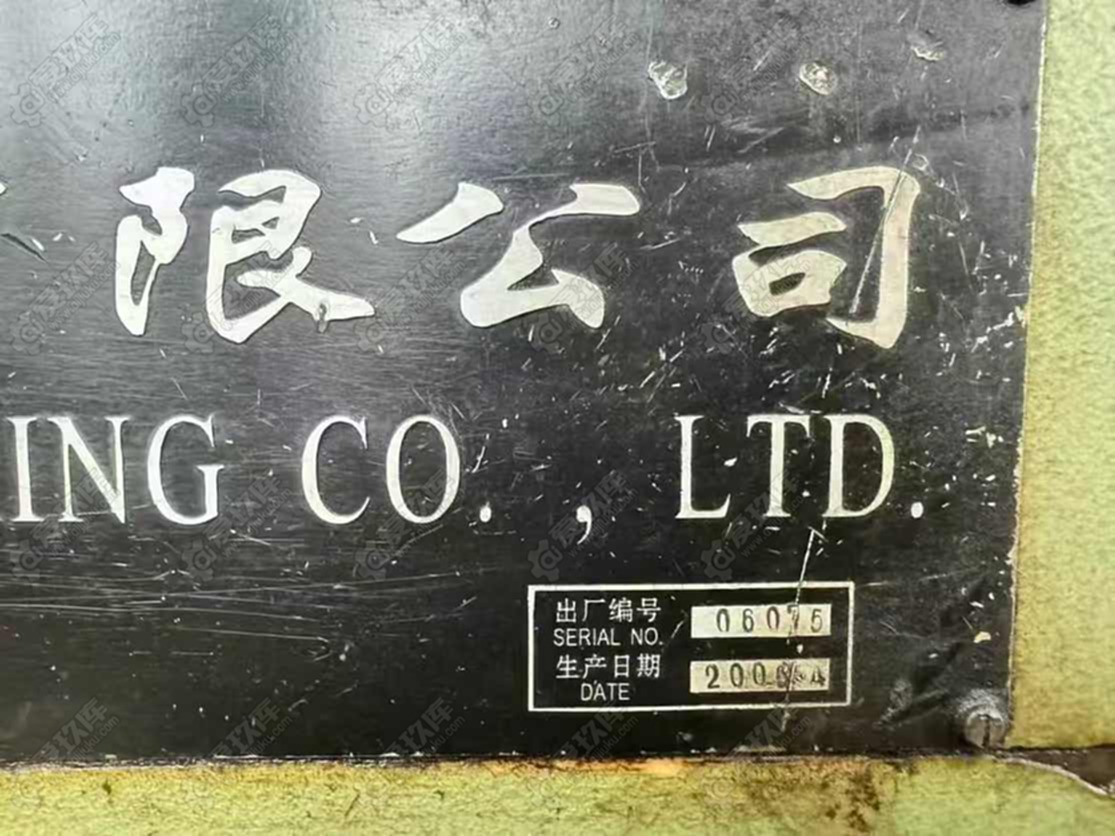 限公司
ING CO., LTD.
出厂编号 06075
SERIAL NO.
生产日期
DATE